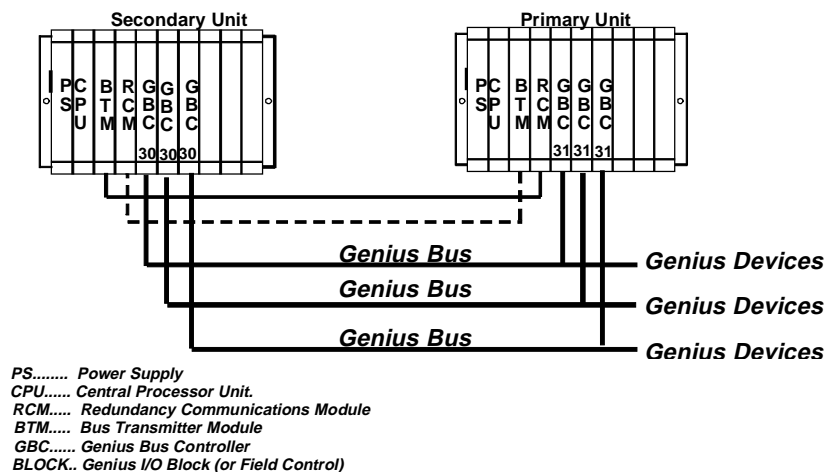 Secondary Unit
Primary Unit
PS CPU BTM RCM GBC GBC GBC
30 30 30
PS CPU BTM RCM GBC GBC GBC
31 31 31
Genius Bus
Genius Devices
Genius Bus
Genius Devices
Genius Bus
Genius Devices
PS........ Power Supply
CPU...... Central Processor Unit.
RCM..... Redundancy Communications Module
BTM..... Bus Transmitter Module
GBC...... Genius Bus Controller
BLOCK.. Genius I/O Block (or Field Control)